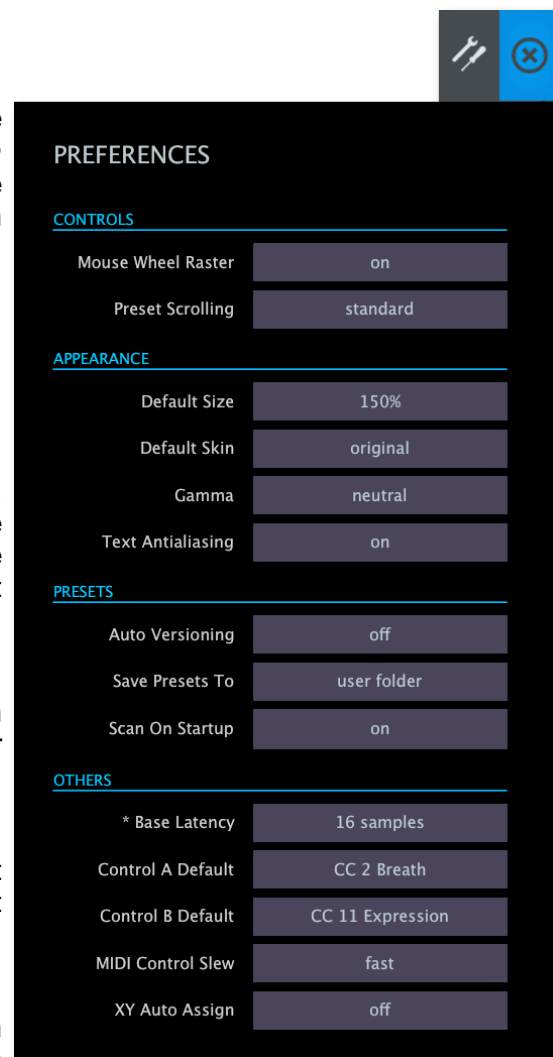 PREFERENCES
CONTROLS
Mouse Wheel Raster on
Preset Scrolling standard
APPEARANCE
Default Size 150%
Default Skin original
Gamma neutral
Text Antialiasing on
PRESETS
Auto Versioning off
Save Presets To user folder
Scan On Startup on
OTHERS
* Base Latency 16 samples
Control A Default CC 2 Breath
Control B Default CC 11 Expression
MIDI Control Slew fast
XY Auto Assign off